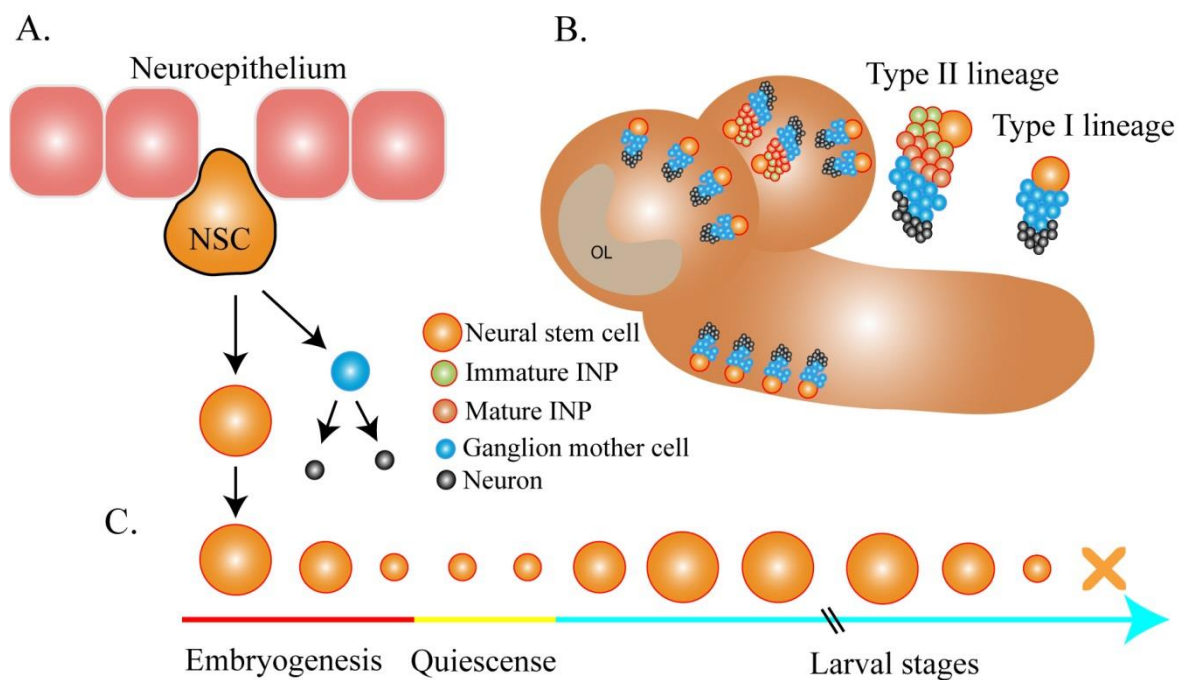 A.
Neuroepithelium
NSC
B.
Type II lineage
Type I lineage
OL
Neural stem cell
Immature INP
Mature INP
Ganglion mother cell
Neuron
C.
Embryogenesis
Quiescense
Larval stages